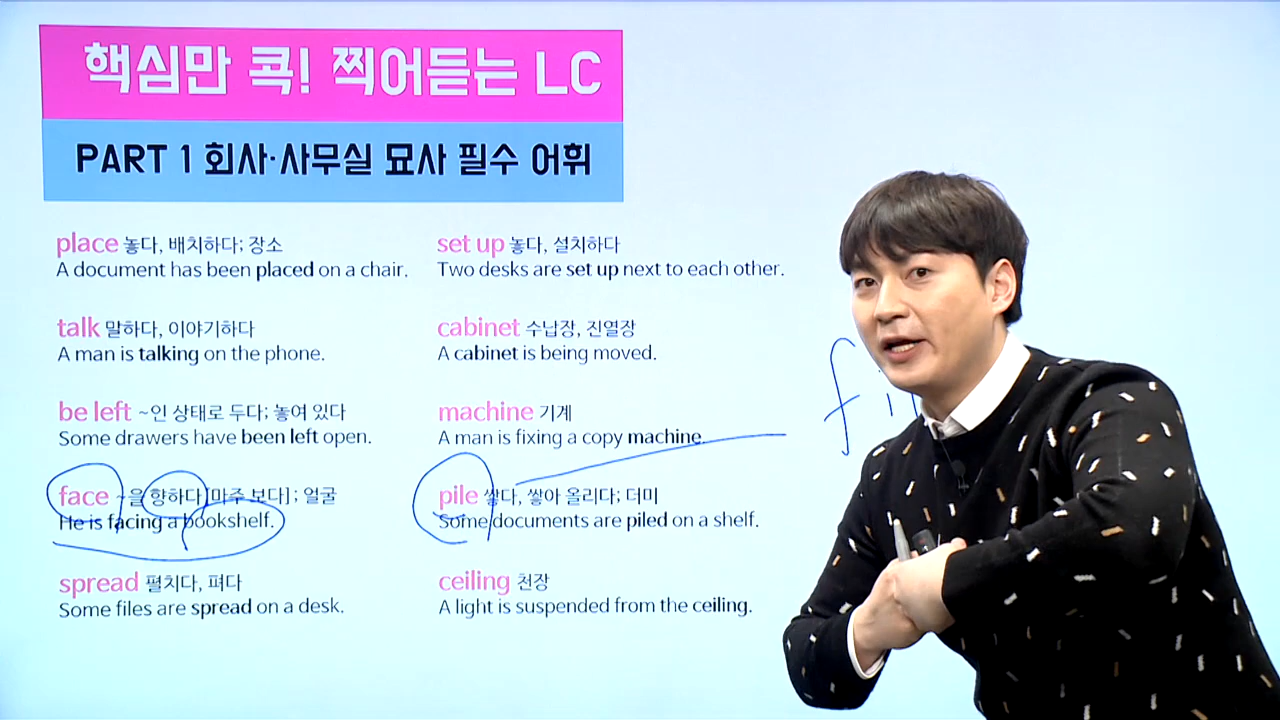 핵심만 콕! 찍어듣는 LC
PART 1 회사·사무실 묘사 필수 어휘
place 놓다, 배치하다; 장소
A document has been placed on a chair.
talk 말하다, 이야기하다
A man is talking on the phone.
be left ~인 상태로 두다; 놓여 있다
Some drawers have been left open.
face ~을 향하다[마주 보다]; 얼굴
He is facing a bookshelf.
spread 펼치다, 펴다
Some files are spread on a desk.
set up 놓다, 설치하다
Two desks are set up next to each other.
cabinet 수납장, 진열장
A cabinet is being moved.
machine 기계
A man is fixing a copy machine.
pile 쌓다, 쌓아 올리다; 더미
Some documents are piled on a shelf.
ceiling 천장
A light is suspended from the ceiling.